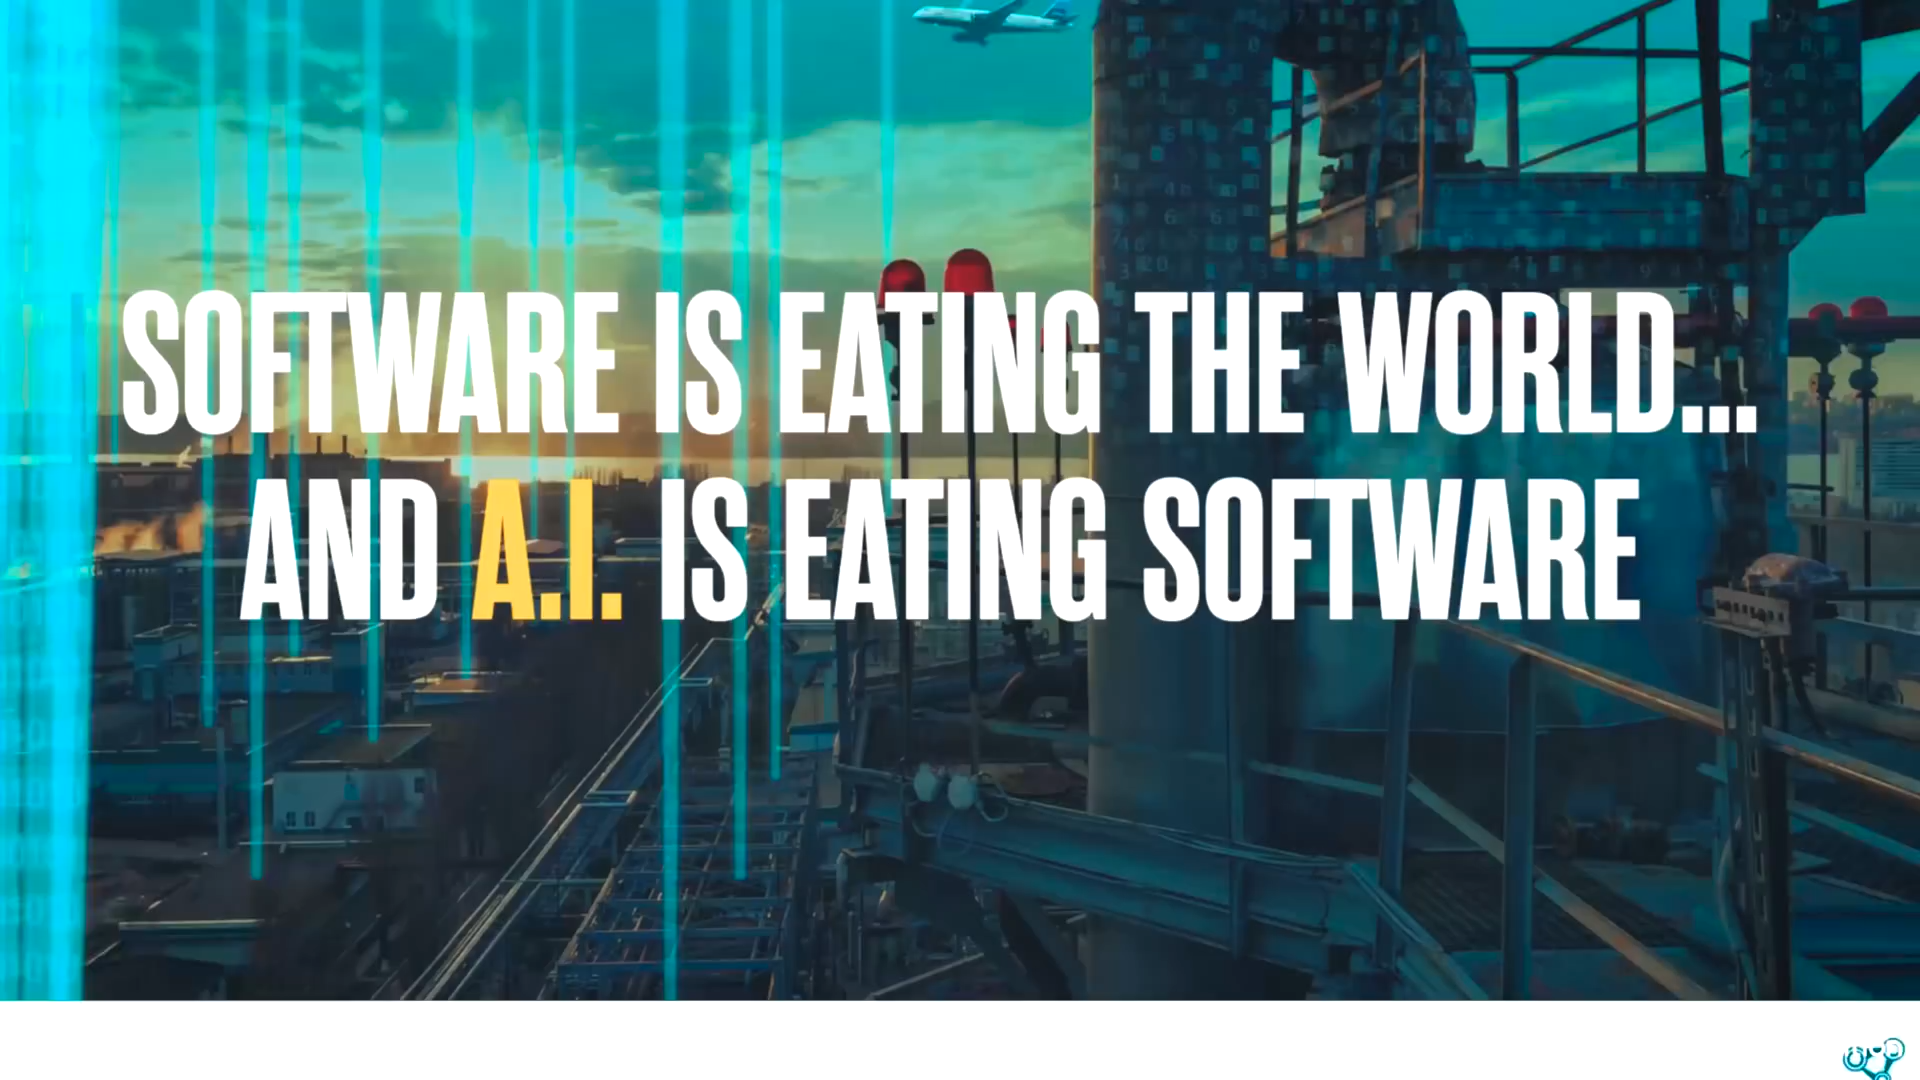 SOFTWARE IS EATING THE WORLD...
AND A.I. IS EATING SOFTWARE